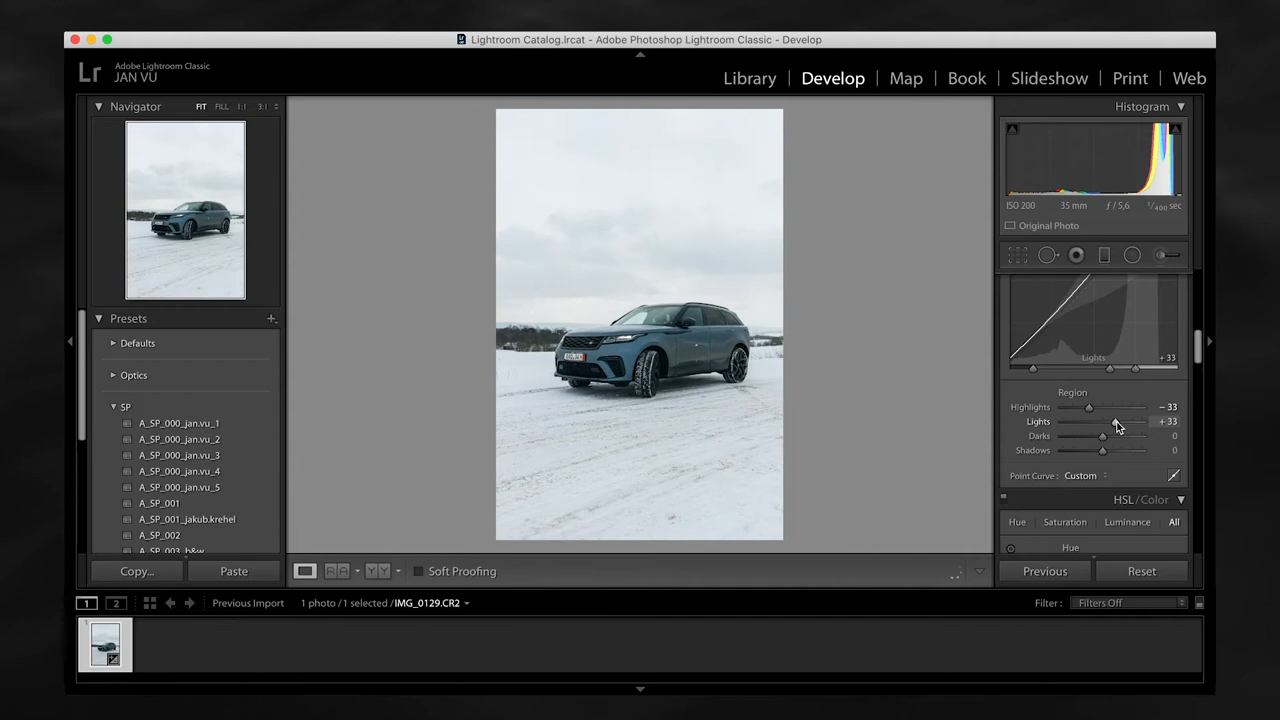 Lightroom Catalog.lrcat - Adobe Photoshop Lightroom Classic - Develop
Lr Adobe Lightroom Classic
JAN VU
Library | Develop | Map | Book | Slideshow | Print | Web
Navigator FIT FILL 1:1 3:1
Histogram
ISO 200 35 mm ƒ / 5,6 1/400 sec
Original Photo
Presets
Defaults
Optics
SP
A_SP_000_jan.vu_1
A_SP_000_jan.vu_2
A_SP_000_jan.vu_3
A_SP_000_jan.vu_4
A_SP_000_jan.vu_5
A_SP_001
A_SP_001_jakub.krehel
A_SP_002
A_SP_003_b&w
Lights + 33
Region
Highlights − 33
Lights + 33
Darks 0
Shadows 0
Point Curve : Custom
HSL / Color
Hue Saturation Luminance All
Hue
Copy... Paste
R A Y Y Soft Proofing
Previous Reset
1 2 Previous Import 1 photo / 1 selected / IMG_0129.CR2
Filter : Filters Off
1